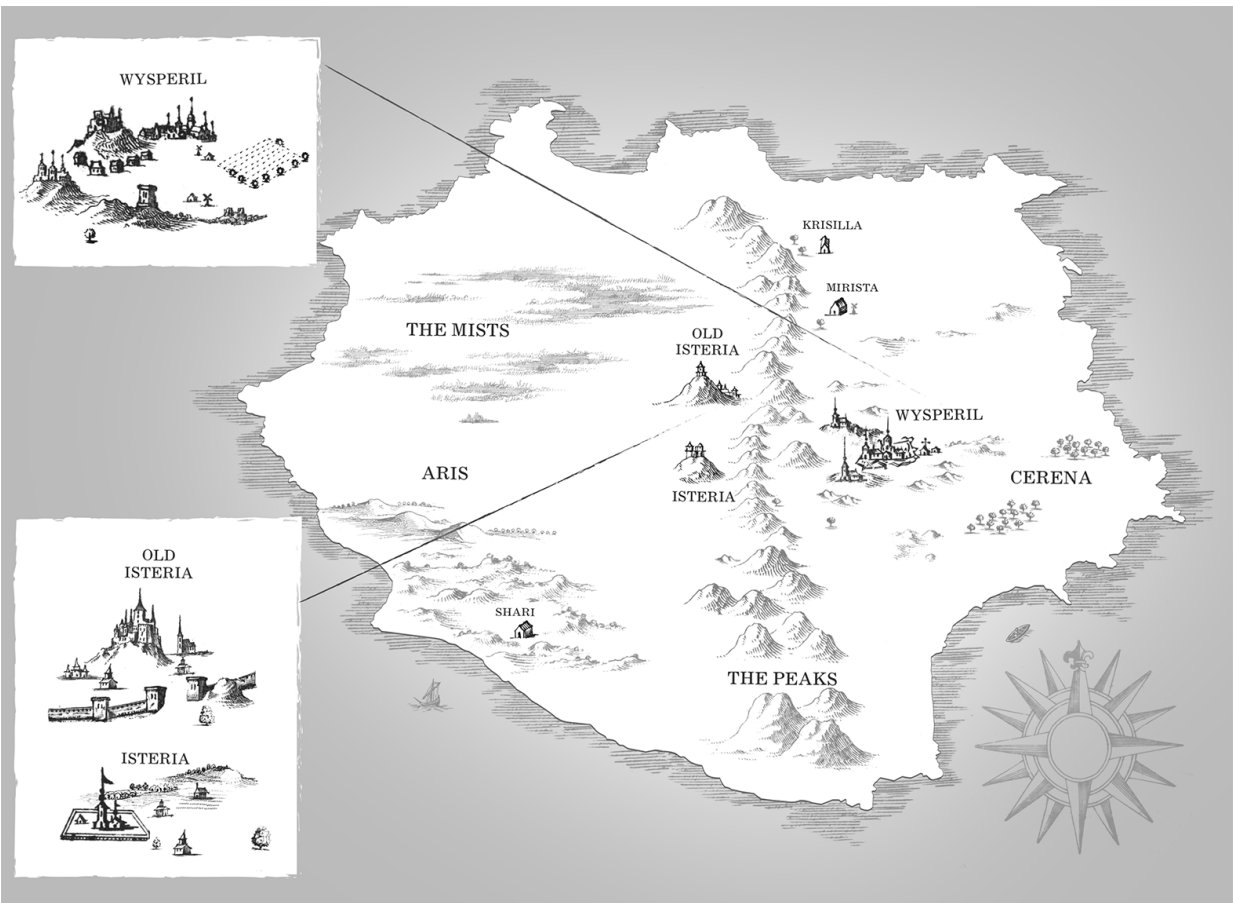 WYSPERIL
KRISILLA
MIRISTA
THE MISTS
OLD
ISTERIA
WYSPERIL
ARIS
CERENA
ISTERIA
OLD
ISTERIA
SHARI
THE PEAKS
ISTERIA